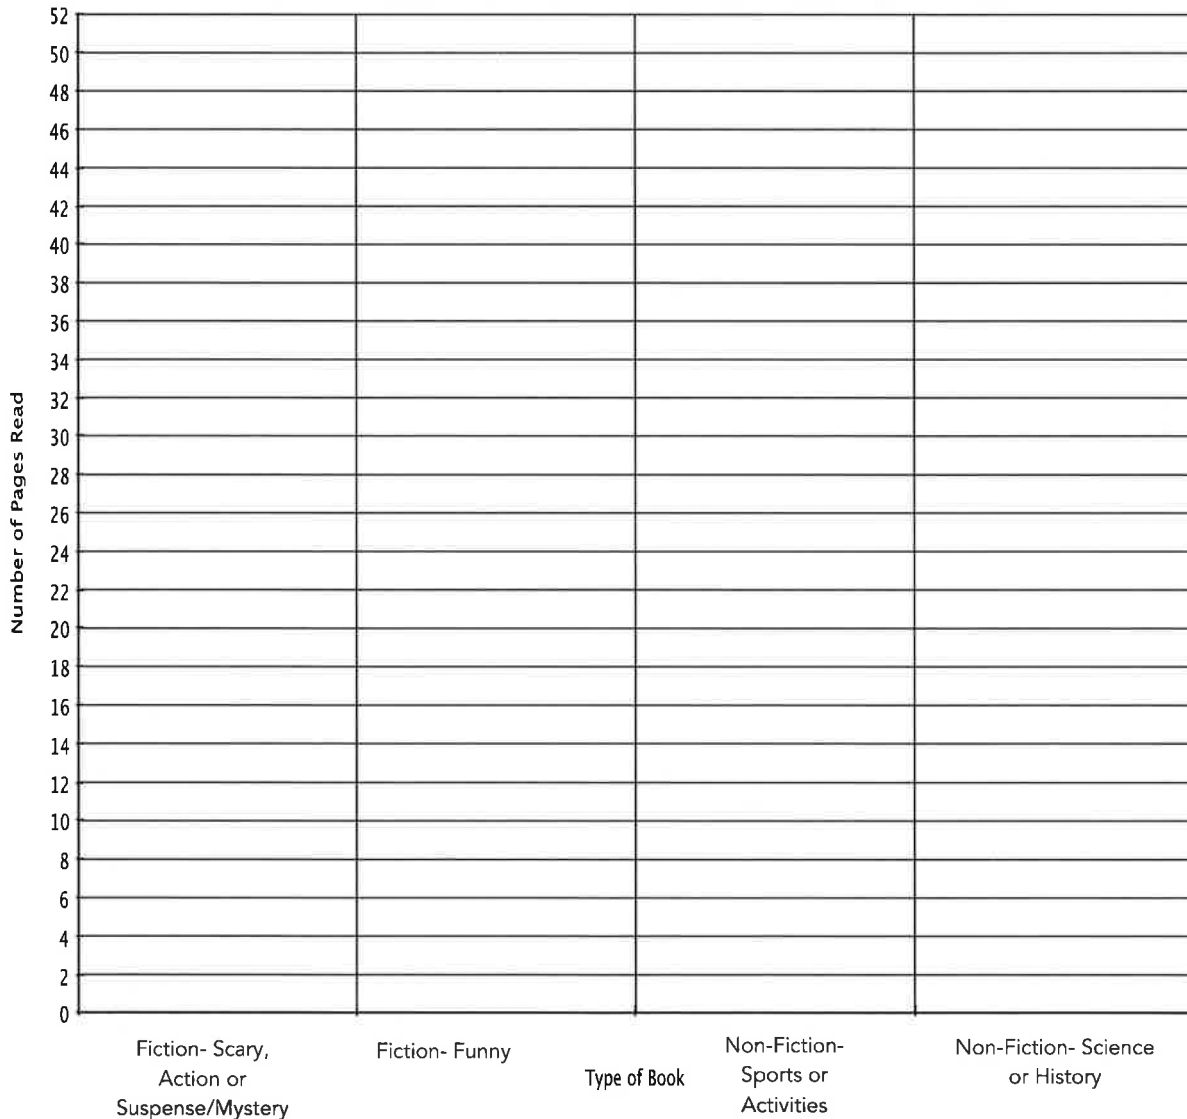 52
50
48
46
44
42
40
38
36
34
32
30
28
26
24
22
20
18
16
14
12
10
8
6
4
2
0
Number of Pages Read
Fiction- Scary,
Action or
Suspense/Mystery
Fiction- Funny
Type of Book
Non-Fiction-
Sports or
Activities
Non-Fiction- Science
or History